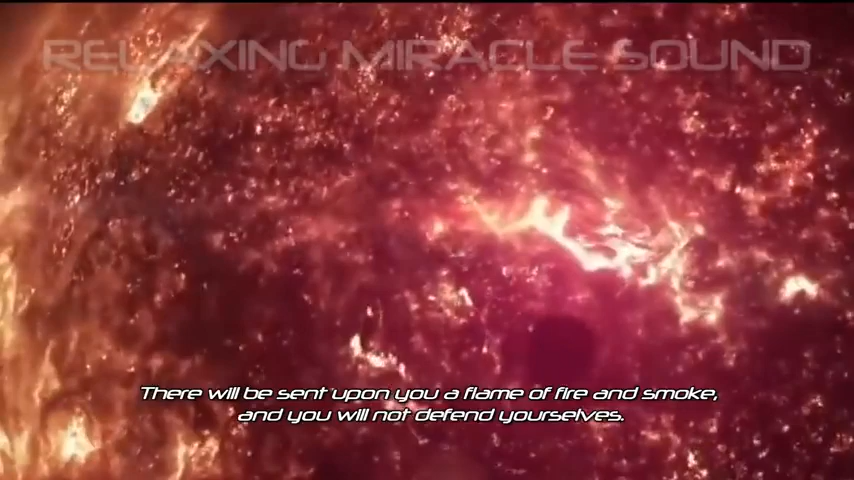 RELAXING MIRACLE SOUND
There will be sent upon you a flame of fire and smoke,
and you will not defend yourselves.